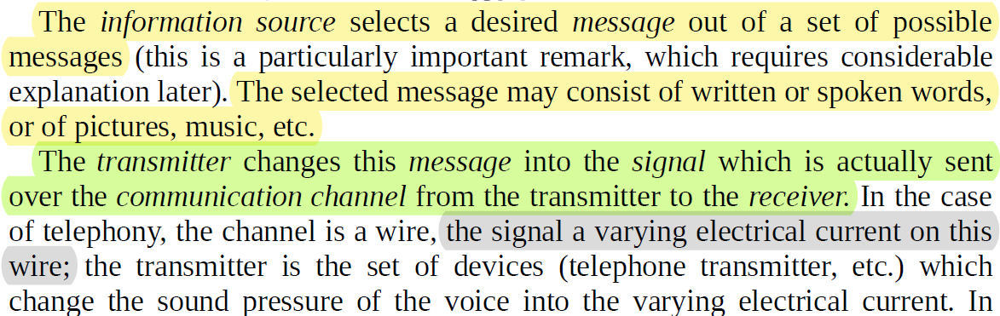 The information source selects a desired message out of a set of possible
messages (this is a particularly important remark, which requires considerable
explanation later). The selected message may consist of written or spoken words,
or of pictures, music, etc.
The transmitter changes this message into the signal which is actually sent
over the communication channel from the transmitter to the receiver. In the case
of telephony, the channel is a wire, the signal a varying electrical current on this
wire; the transmitter is the set of devices (telephone transmitter, etc.) which
change the sound pressure of the voice into the varying electrical current. In